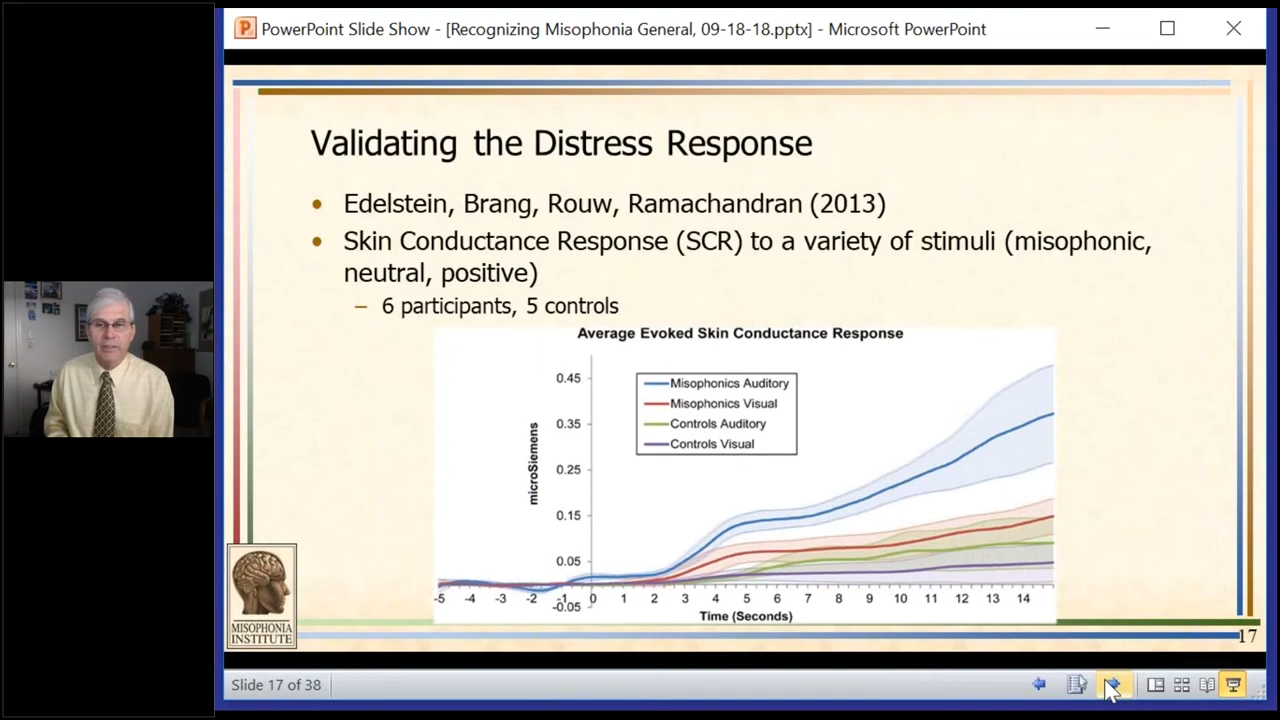 PowerPoint Slide Show - [Recognizing Misophonia General, 09-18-18.pptx] - Microsoft PowerPoint
Validating the Distress Response
• Edelstein, Brang, Rouw, Ramachandran (2013)
• Skin Conductance Response (SCR) to a variety of stimuli (misophonic,
neutral, positive)
– 6 participants, 5 controls
Average Evoked Skin Conductance Response
0.45
0.35
0.25
0.15
0.05
-0.05
microSiemens
Misophonics Auditory
Misophonics Visual
Controls Auditory
Controls Visual
-5 -4 -3 -2 -1 0 1 2 3 4 5 6 7 8 9 10 11 12 13 14
Time (Seconds)
MISOPHONIA
INSTITUTE
17
Slide 17 of 38